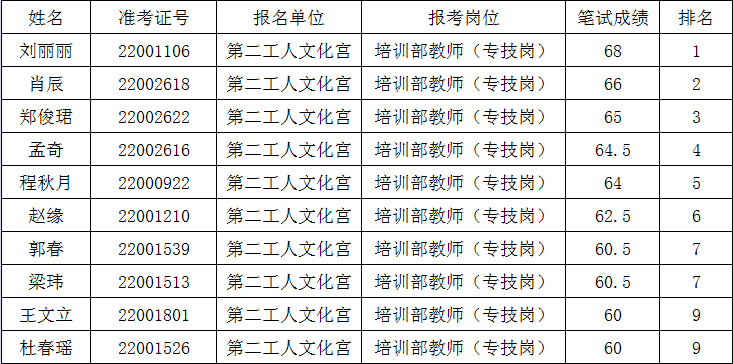 姓名 准考证号 报名单位 报考岗位 笔试成绩 排名
刘丽丽 22001106 第二工人文化宫 培训部教师（专技岗） 68 1
肖辰 22002618 第二工人文化宫 培训部教师（专技岗） 66 2
郑俊珺 22002622 第二工人文化宫 培训部教师（专技岗） 65 3
孟奇 22002616 第二工人文化宫 培训部教师（专技岗） 64.5 4
程秋月 22000922 第二工人文化宫 培训部教师（专技岗） 64 5
赵缘 22001210 第二工人文化宫 培训部教师（专技岗） 62.5 6
郭春 22001539 第二工人文化宫 培训部教师（专技岗） 60.5 7
梁玮 22001513 第二工人文化宫 培训部教师（专技岗） 60.5 7
王文立 22001801 第二工人文化宫 培训部教师（专技岗） 60 9
杜春瑶 22001526 第二工人文化宫 培训部教师（专技岗） 60 9